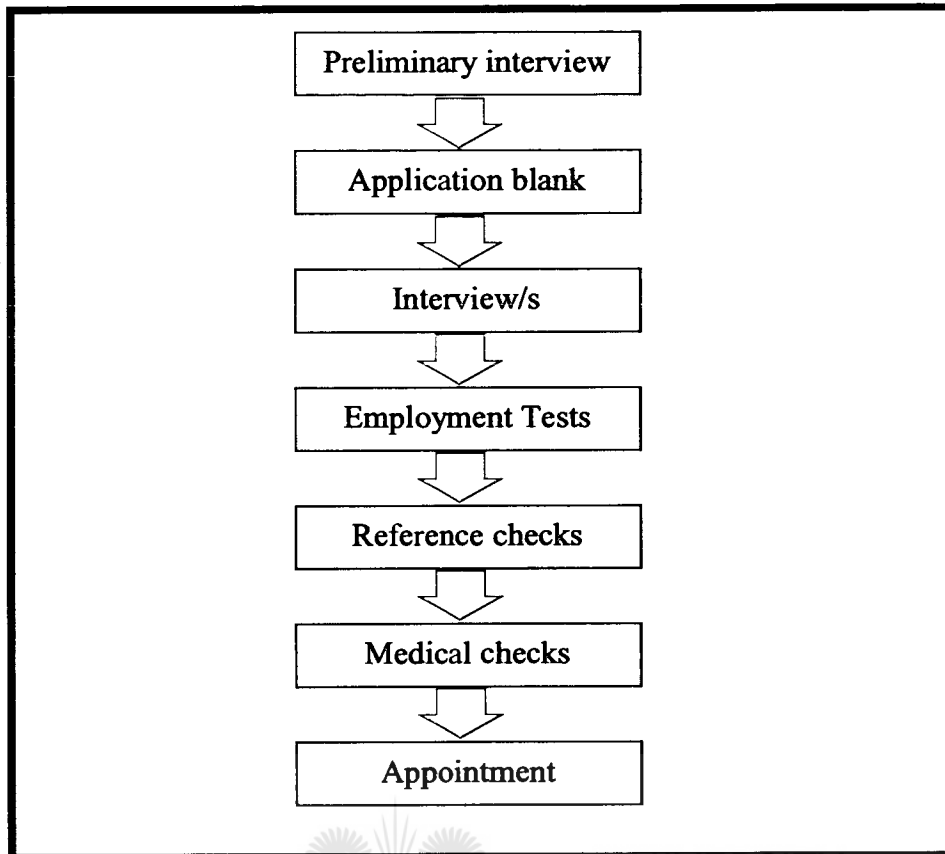 Preliminary interview
Application blank
Interview/s
Employment Tests
Reference checks
Medical checks
Appointment